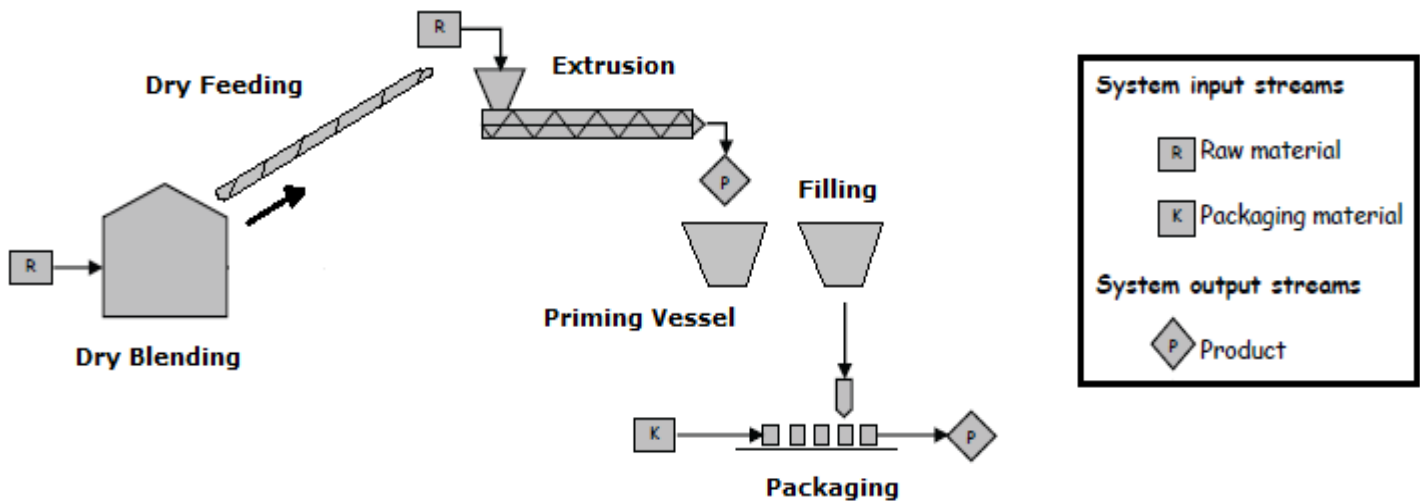 R
Dry Feeding
Extrusion
P
Filling
R
Dry Blending
Priming Vessel
K
P
Packaging
System input streams
R Raw material
K Packaging material
System output streams
P Product